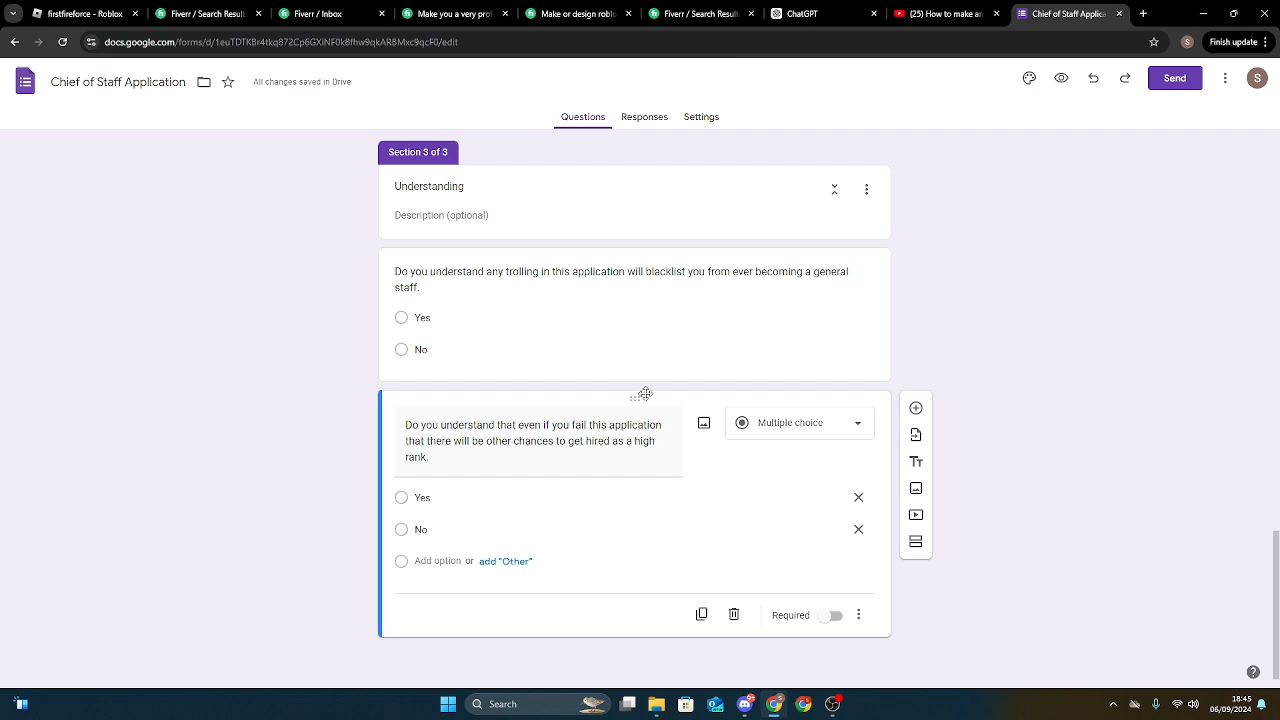 firstfireforce - Roblox
Fiverr / Search Result
Fiverr / Inbox
Make you a very prof
Make or design roblo
Fiverr / Search Result
ChatGPT
(25) How to make an
Chief of Staff Applica
docs.google.com/forms/d/1euTDTKBr4tkq872Cp6GXiNF0k8fhw9qkARBMxc9qcF0/edit
Finish update
Chief of Staff Application
All changes saved in Drive
Send
S
Questions Responses Settings
Section 3 of 3
Understanding
Description (optional)
Do you understand any trolling in this application will blacklist you from ever becoming a general
staff.
Yes
No
Do you understand that even if you fail this application
that there will be other chances to get hired as a high
rank.
Multiple choice
Yes
No
Add option or add "Other"
Required
Search
18:45
06/09/2024